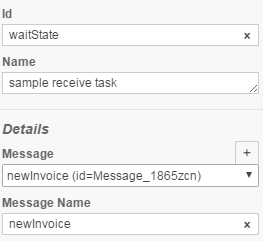 Id
waitState ×
Name
sample receive task
Details
Message +
newInvoice (id=Message_1865zcn) ▼
Message Name
newInvoice ×